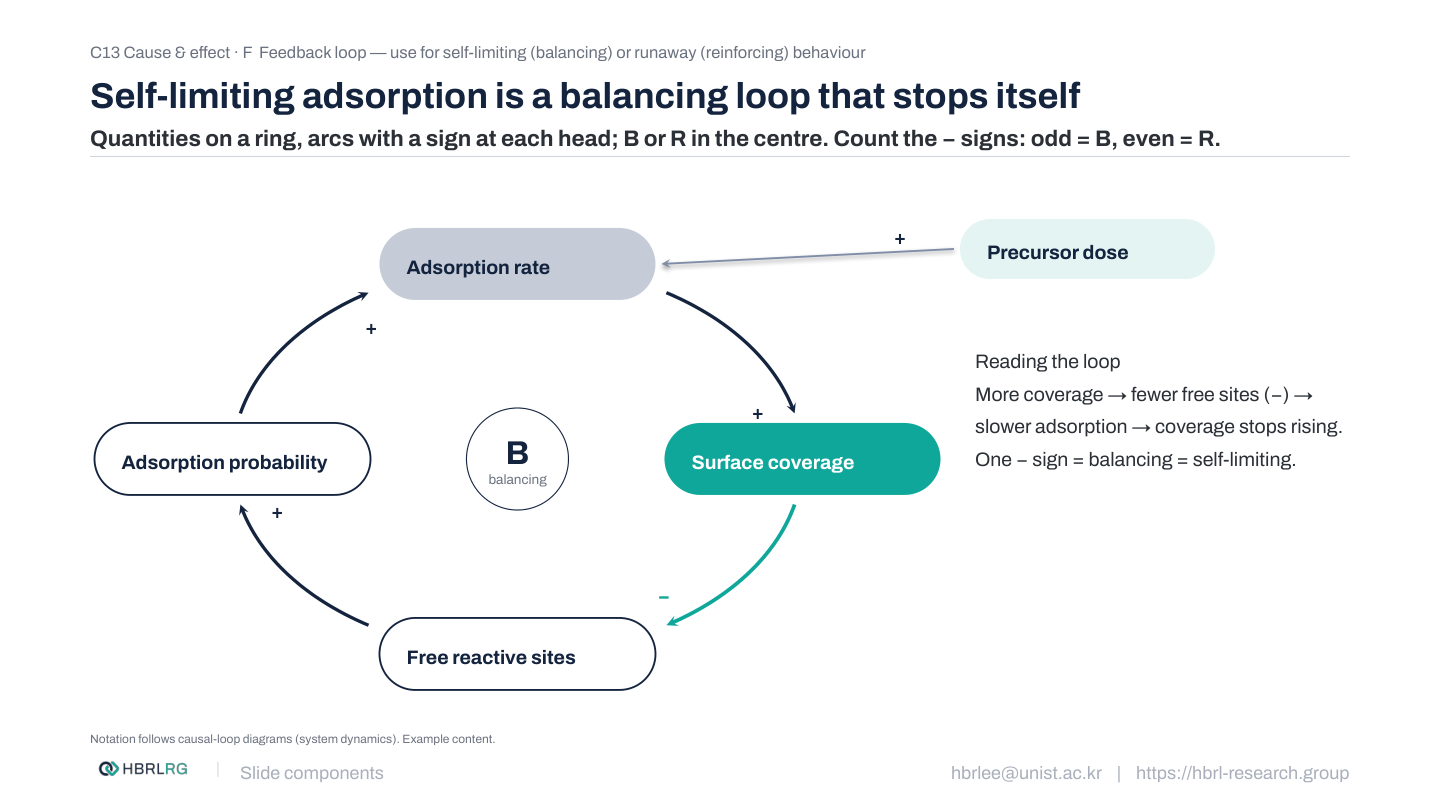 C13 Cause & effect · F Feedback loop — use for self-limiting (balancing) or runaway (reinforcing) behaviour
Self-limiting adsorption is a balancing loop that stops itself
Quantities on a ring, arcs with a sign at each head; B or R in the centre. Count the – signs: odd = B, even = R.
Adsorption rate
+
Precursor dose
+
Reading the loop
More coverage → fewer free sites (–) →
slower adsorption → coverage stops rising.
One – sign = balancing = self-limiting.
+
Adsorption probability
B
balancing
Surface coverage
+
–
Free reactive sites
Notation follows causal-loop diagrams (system dynamics). Example content.
HBRLRG
Slide components
hbrlee@unist.ac.kr | https://hbrl-research.group